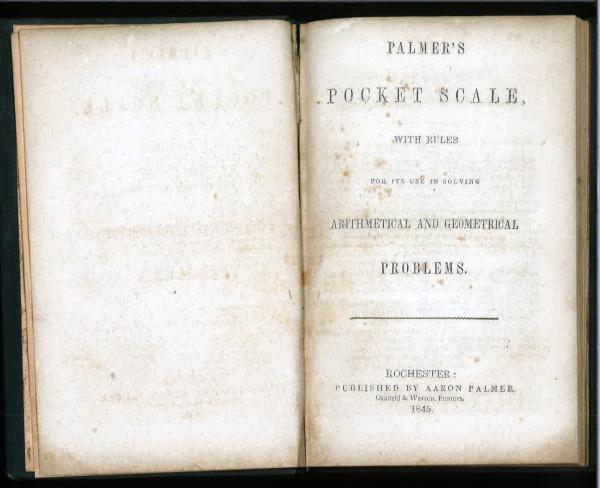 PALMER'S
POCKET SCALE,
WITH RULES
FOR ITS USE IN SOLVING
ARITHMETICAL AND GEOMETRICAL
PROBLEMS.
ROCHESTER:
PUBLISHED BY AARON PALMER.
Canfield & Warren, Printers.
1845.